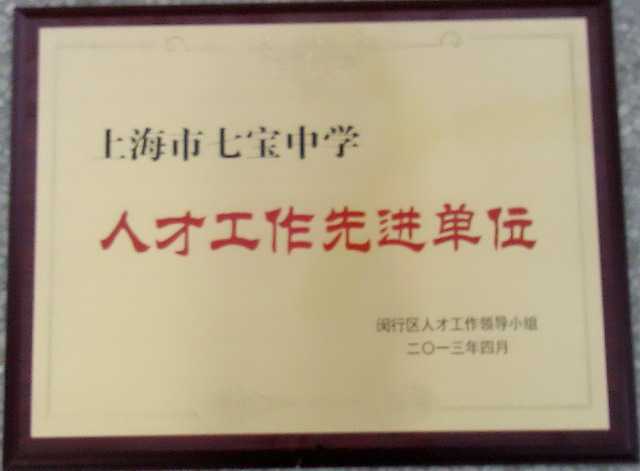 上海市七宝中学
人才工作先进单位
闵行区人才工作领导小组
二〇一三年四月